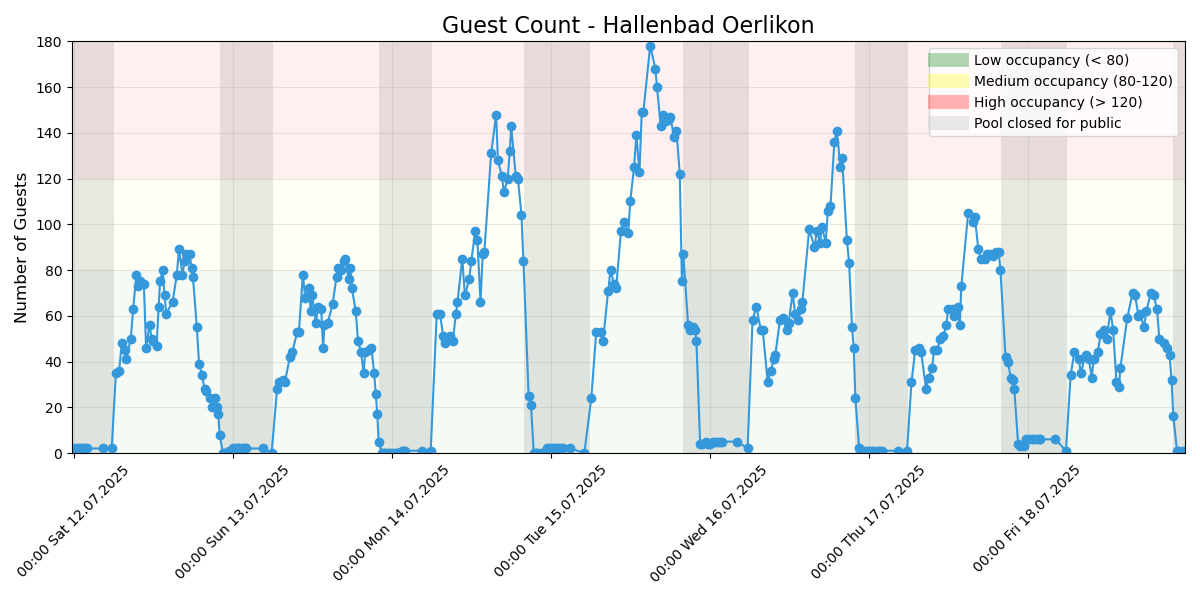 Guest Count - Hallenbad Oerlikon
Number of Guests
180
160
140
120
100
80
60
40
20
0
Low occupancy (< 80)
Medium occupancy (80-120)
High occupancy (> 120)
Pool closed for public
00:00 Sat 12.07.2025
00:00 Sun 13.07.2025
00:00 Mon 14.07.2025
00:00 Tue 15.07.2025
00:00 Wed 16.07.2025
00:00 Thu 17.07.2025
00:00 Fri 18.07.2025